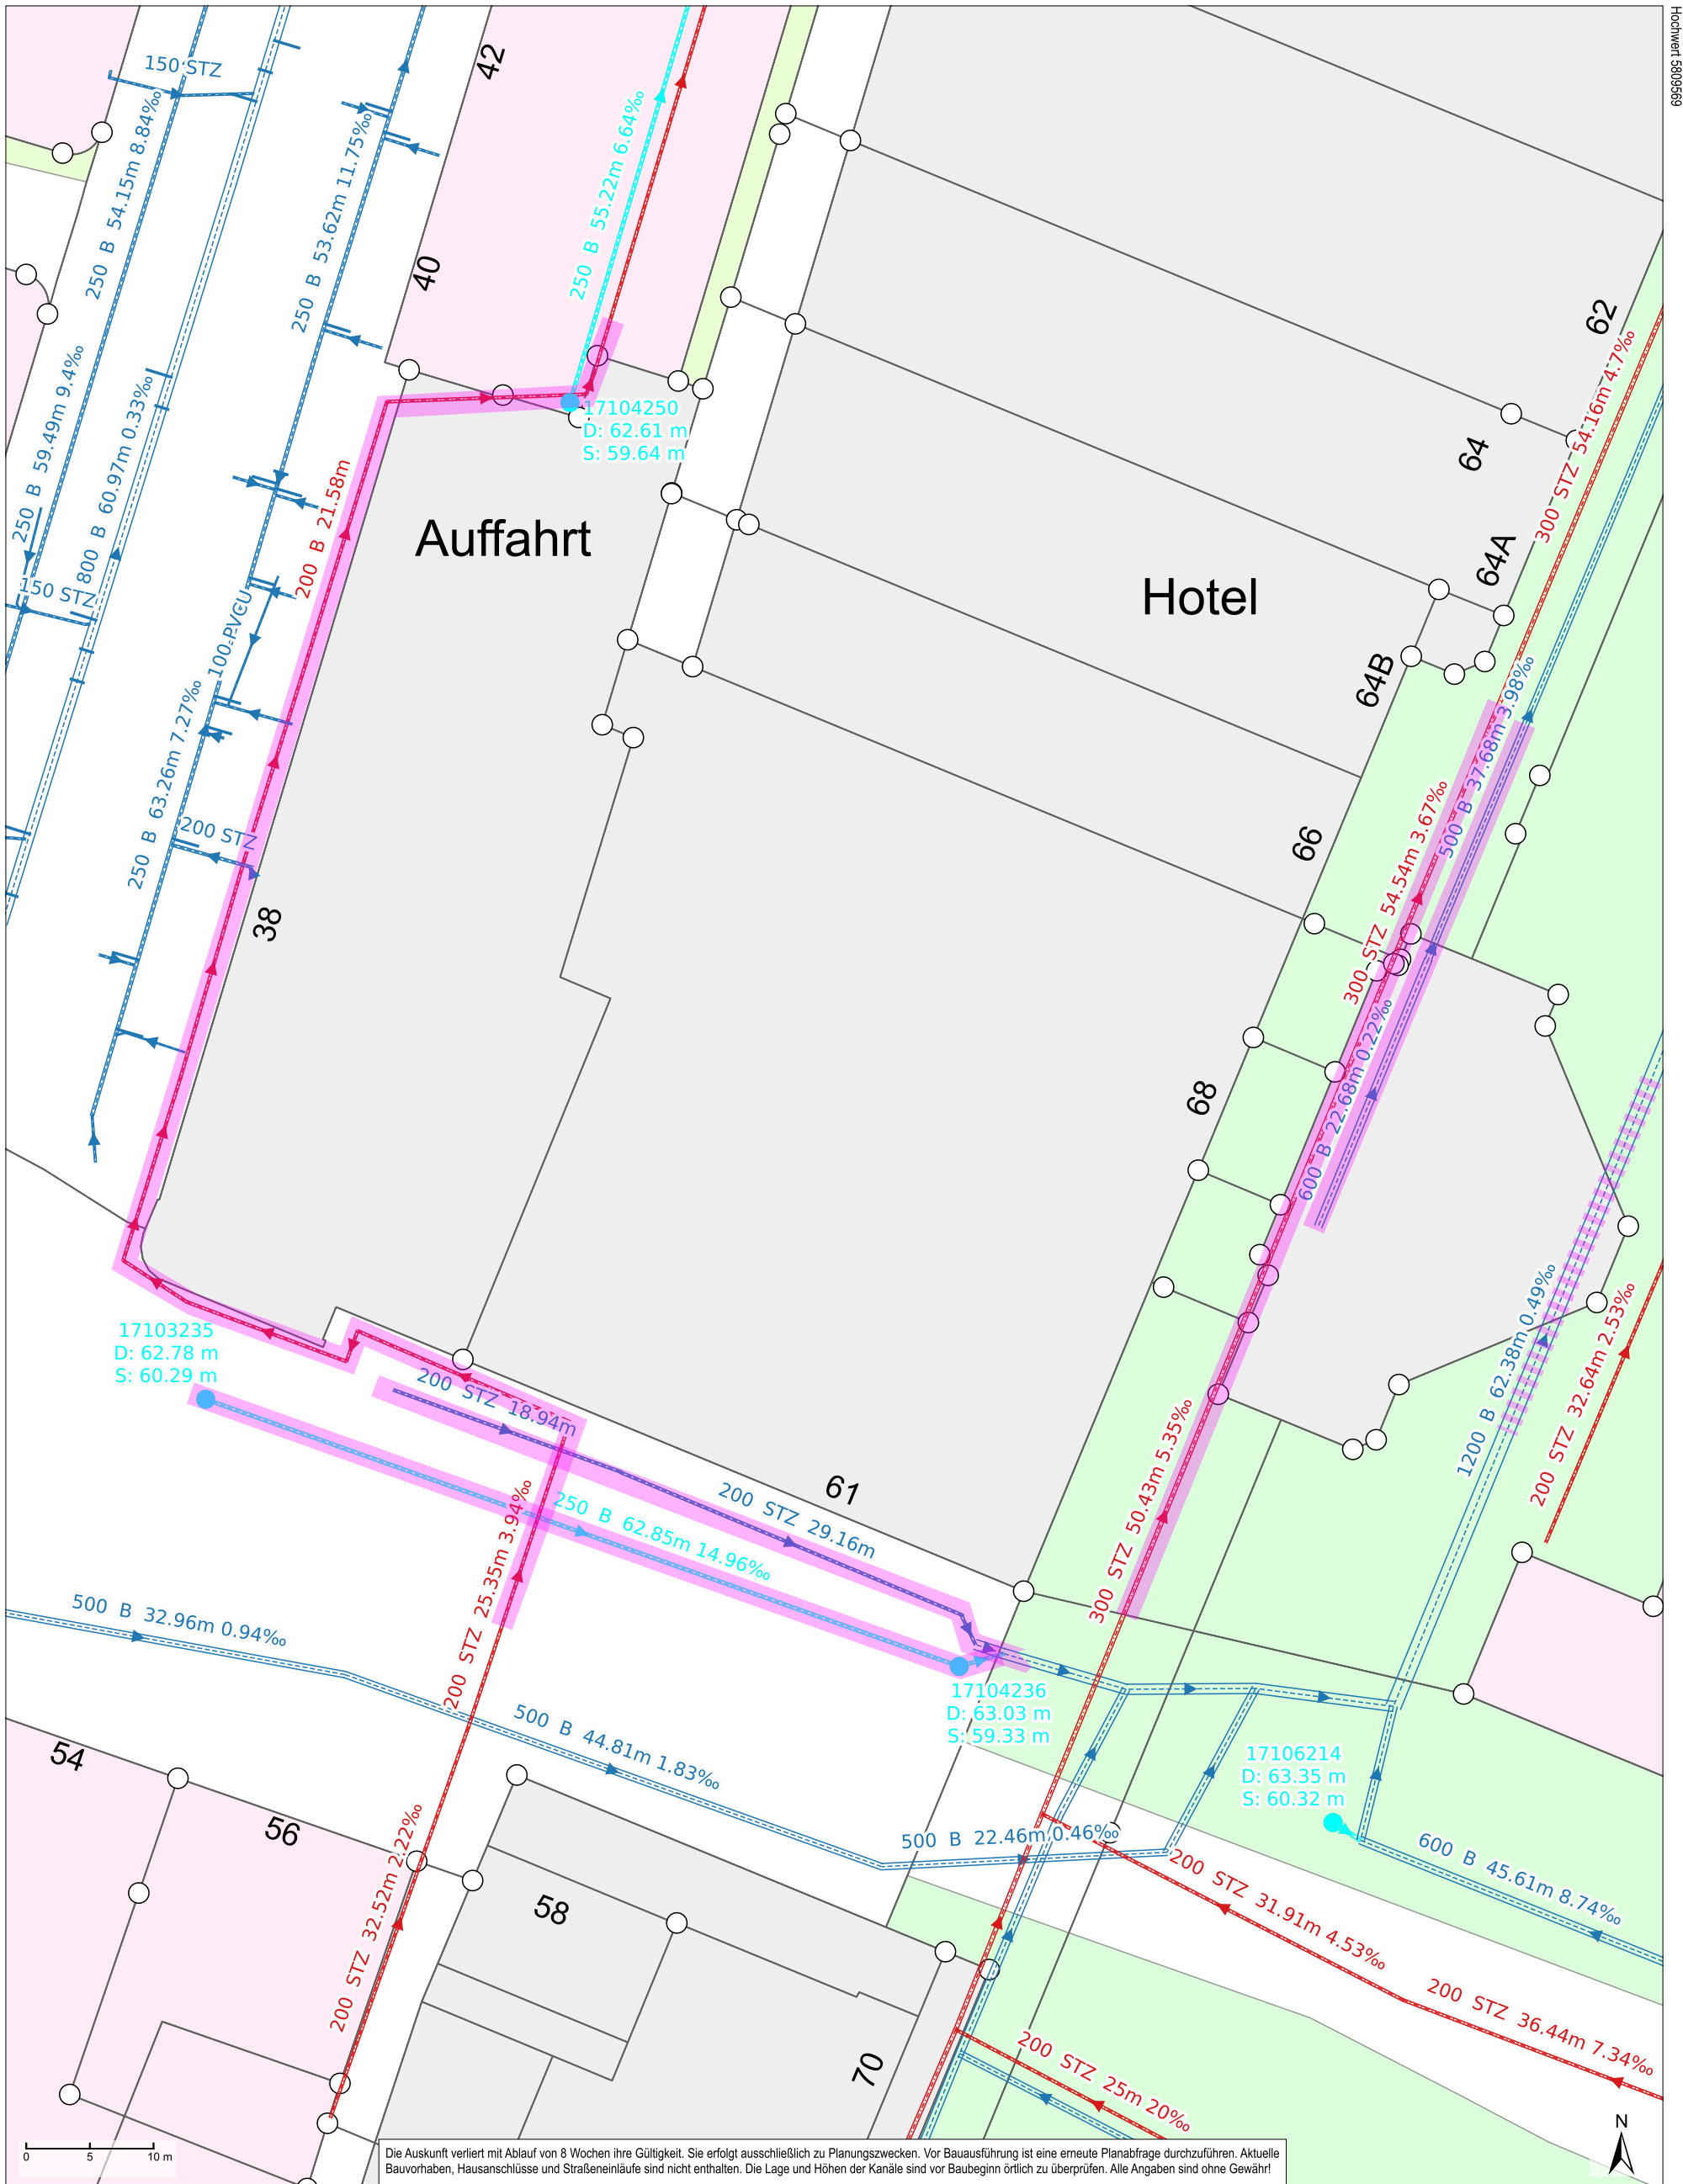 Hochwert 5809569
42
150 STZ
250 B 54.15m 8.84‰
250 B 53.62m 11.75‰
250 B 55.22m 6.64‰
40
62
300 STZ 54.16m 4.7‰
250 B 59.49m 9.4‰
800 B 60.97m 0.33‰
17104250
D: 62.61 m
S: 59.64 m
64
200 B 21.58m
Auffahrt
64A
Hotel
150 STZ
100 PVCU
64B
250 B 63.26m 7.27‰
500 B 37.68m 3.98‰
200 STZ
66
300 STZ 54.54m 3.67‰
38
600 B 22.68m 0.22‰
68
17103235
D: 62.78 m
S: 60.29 m
1200 B 62.38m 0.49‰
200 STZ 32.64m 2.53‰
200 STZ 18.94m
61
200 STZ 29.16m
250 B 62.85m 14.96‰
300 STZ 50.43m 5.35‰
200 STZ 25.35m 3.94‰
500 B 32.96m 0.94‰
17104236
D: 63.03 m
S: 59.33 m
500 B 44.81m 1.83‰
54
17106214
D: 63.35 m
S: 60.32 m
56
500 B 22.46m 0.46‰
600 B 45.61m 8.74‰
200 STZ 32.52m 2.22‰
58
200 STZ 31.91m 4.53‰
200 STZ 36.44m 7.34‰
70
200 STZ 25m 20‰
N
0 5 10 m
Die Auskunft verliert mit Ablauf von 8 Wochen ihre Gültigkeit. Sie erfolgt ausschließlich zu Planungszwecken. Vor Bauausführung ist eine erneute Planabfrage durchzuführen. Aktuelle
Bauvorhaben, Hausanschlüsse und Straßeneinläufe sind nicht enthalten. Die Lage und Höhen der Kanäle sind vor Baubeginn örtlich zu überprüfen. Alle Angaben sind ohne Gewähr!